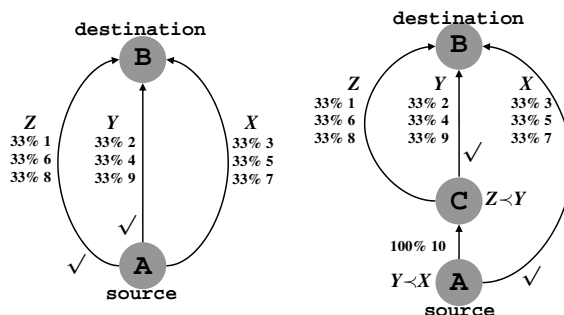 destination
B
Z
33% 1
33% 6
33% 8
Y
33% 2
33% 4
33% 9
X
33% 3
33% 5
33% 7
√
√
A
source
destination
B
Z
33% 1
33% 6
33% 8
Y
33% 2
33% 4
33% 9
X
33% 3
33% 5
33% 7
√
C
Z≺Y
100% 10
Y≺X
A
√
source